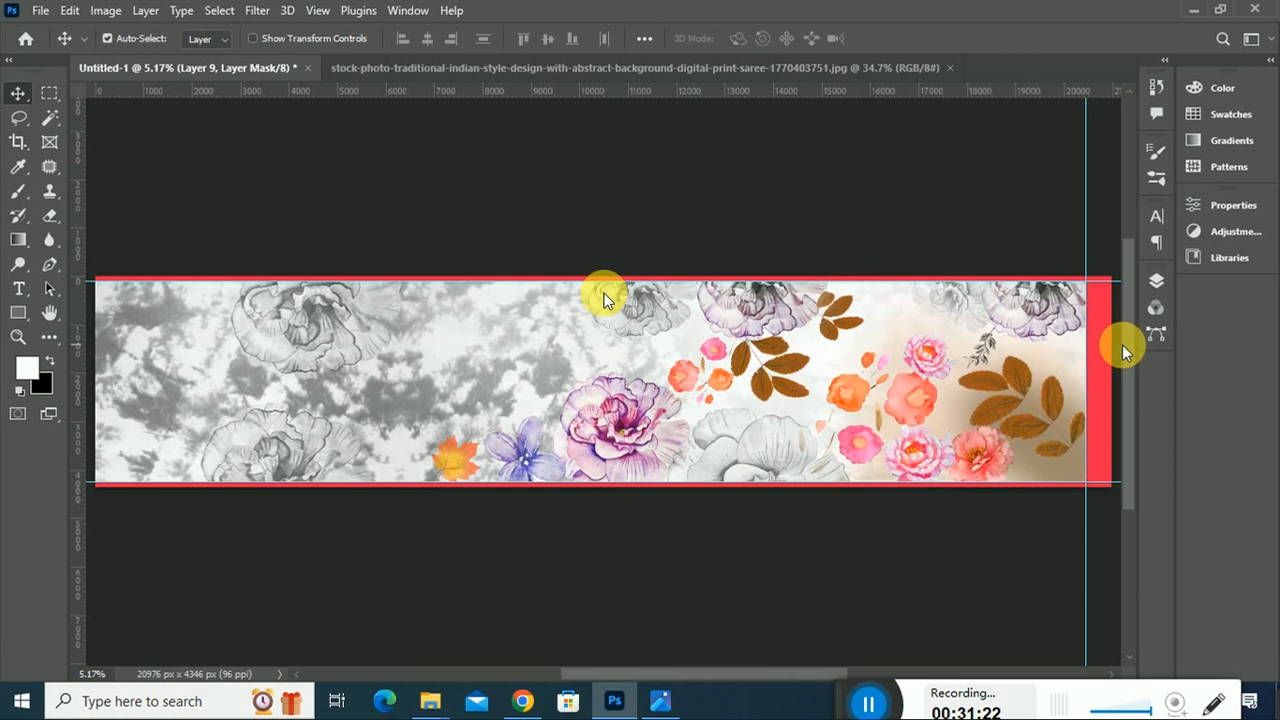 Ps File Edit Image Layer Type Select Filter 3D View Plugins Window Help
Auto-Select: Layer Show Transform Controls 3D Mode:
Untitled-1 @ 5.17% (Layer 9, Layer Mask/8) * × stock-photo-traditional-indian-style-design-with-abstract-background-digital-print-saree-1770403751.jpg @ 34.7% (RGB/8#) ×
0 1000 2000 3000 4000 5000 6000 7000 8000 9000 10000 11000 12000 13000 14000 15000 16000 17000 18000 19000 20000
Color
Swatches
Gradients
Patterns
Properties
Adjustme...
Libraries
5.17% 20976 px x 4346 px (96 ppi)
Type here to search
Ps
Recording...
00:31:22